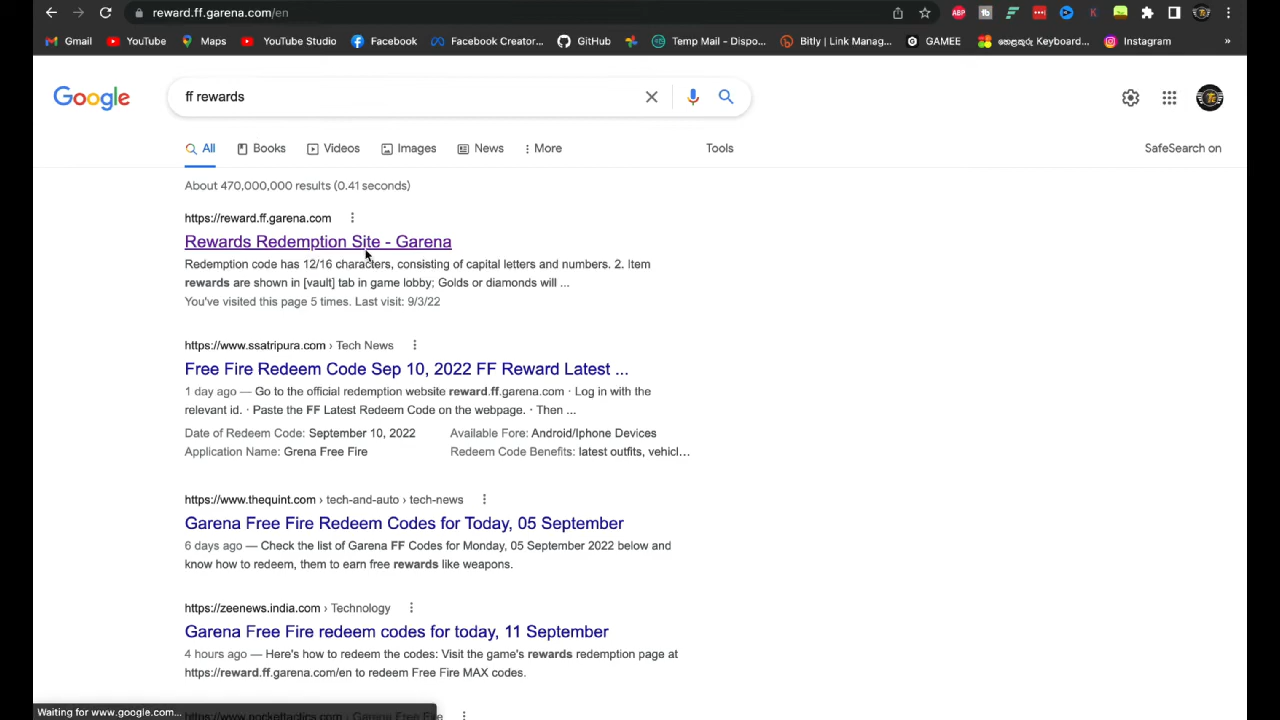 reward.ff.garena.com/en
Gmail YouTube Maps YouTube Studio Facebook Facebook Creator... GitHub Temp Mail - Dispo... Bitly | Link Manag... GAMEE Keyboard... Instagram »
Google
ff rewards
All Books Videos Images News More Tools SafeSearch on
About 470,000,000 results (0.41 seconds)
https://reward.ff.garena.com
Rewards Redemption Site - Garena
Redemption code has 12/16 characters, consisting of capital letters and numbers. 2. Item
rewards are shown in [vault] tab in game lobby; Golds or diamonds will ...
You've visited this page 5 times. Last visit: 9/3/22
https://www.ssatripura.com › Tech News
Free Fire Redeem Code Sep 10, 2022 FF Reward Latest ...
1 day ago — Go to the official redemption website reward.ff.garena.com · Log in with the
relevant id. · Paste the FF Latest Redeem Code on the webpage. · Then ...
Date of Redeem Code: September 10, 2022 Available Fore: Android/Iphone Devices
Application Name: Grena Free Fire Redeem Code Benefits: latest outfits, vehicl...
https://www.thequint.com › tech-and-auto › tech-news
Garena Free Fire Redeem Codes for Today, 05 September
6 days ago — Check the list of Garena FF Codes for Monday, 05 September 2022 below and
know how to redeem, them to earn free rewards like weapons.
https://zeenews.india.com › Technology
Garena Free Fire redeem codes for today, 11 September
4 hours ago — Here's how to redeem the codes: Visit the game's rewards redemption page at
https://reward.ff.garena.com/en to redeem Free Fire MAX codes.
Waiting for www.google.com...